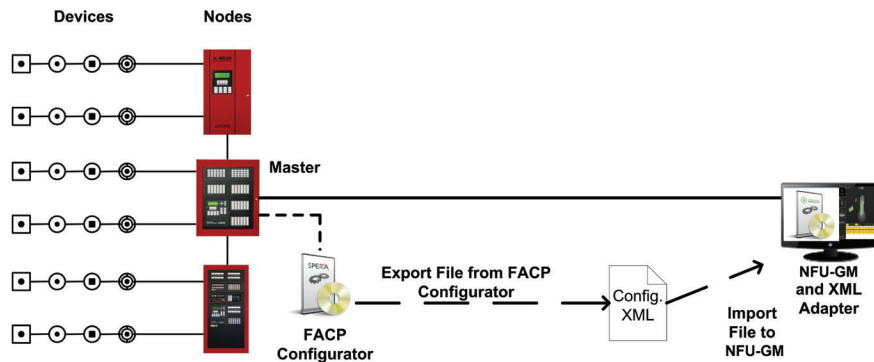 Devices
Nodes
Master
SPERA
Export File from FACP
Configurator
Config.
XML
FACP
Configurator
Import
File to
NFU-GM
NFU-GM
and XML
Adapter